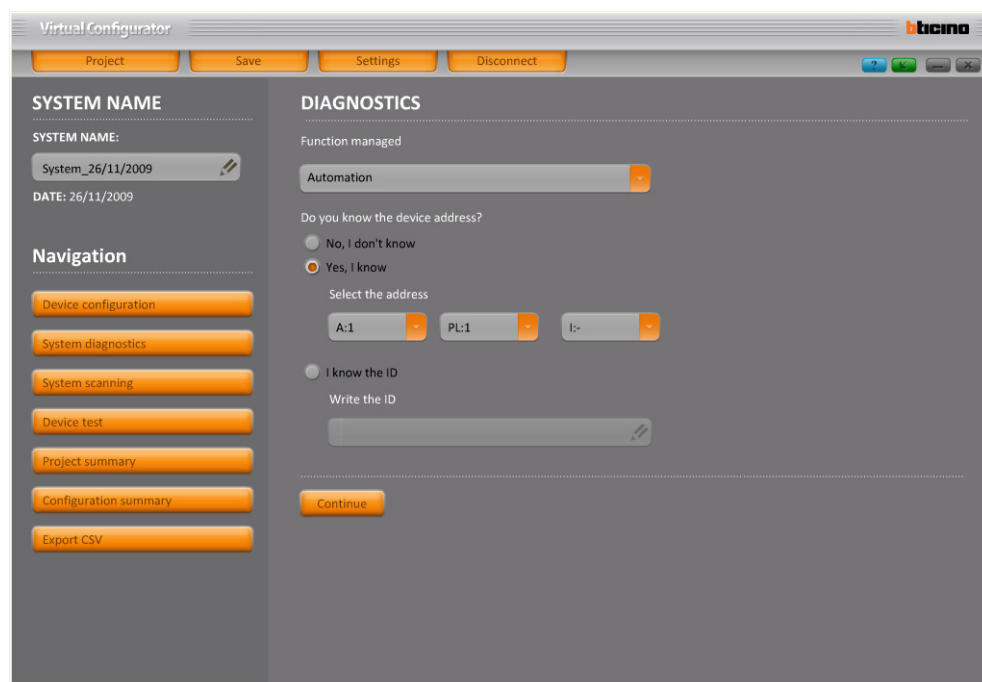 Virtual Configurator
bticino
Project Save Settings Disconnect
?
SYSTEM NAME
SYSTEM NAME:
System_26/11/2009
DATE: 26/11/2009
Navigation
Device configuration
System diagnostics
System scanning
Device test
Project summary
Configuration summary
Export CSV
DIAGNOSTICS
Function managed
Automation
Do you know the device address?
No, I don't know
Yes, I know
Select the address
A:1 PL:1 I:-
I know the ID
Write the ID
Continue